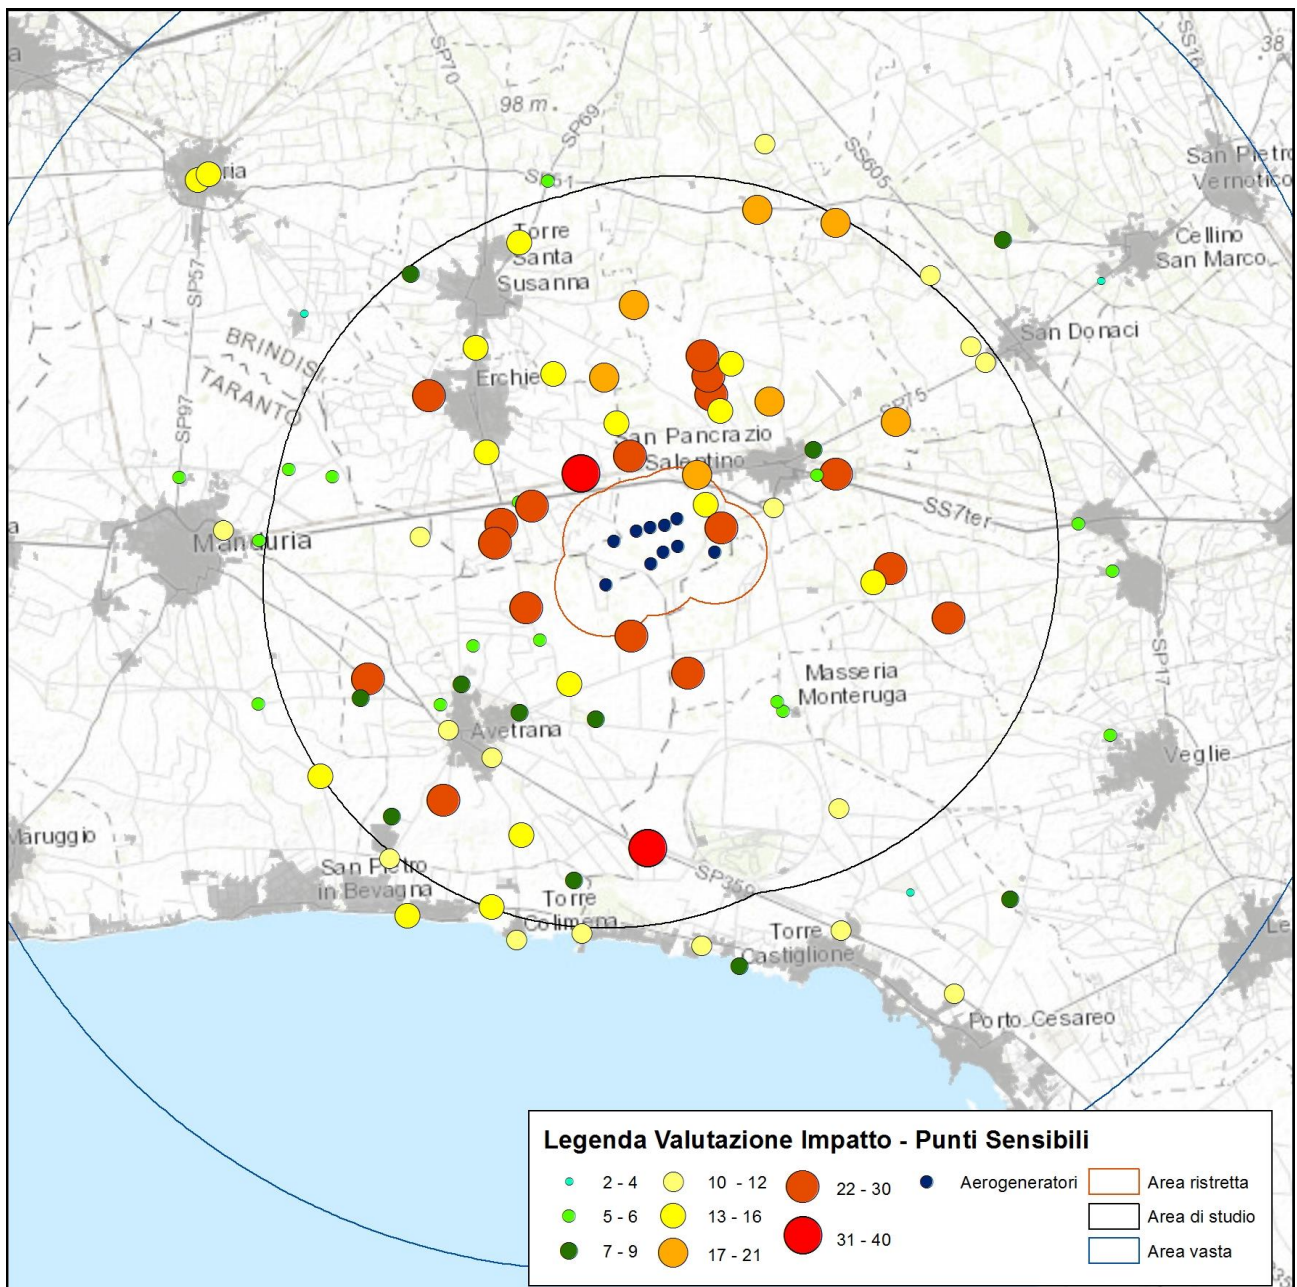 SP70
SS16
38
98 m.
SP69
SS605
San Pietro
Vernotico
ria
SP61
Torre
Santa
Susanna
Cellino
San Marco
SP57
BRINDISI
TARANTO
San Donaci
Erchie
SP97
SP75
San Pancrazio
Salentino
SS7ter
Manduria
SP17
Masseria
Monteruga
Avetrana
Veglie
Maruggio
San Pietro
in Bevagna
SP359
Torre
Colimena
Torre
Castiglione
Le
Porto Cesareo
Legenda Valutazione Impatto - Punti Sensibili
2 - 4
10 - 12
22 - 30
Aerogeneratori
Area ristretta
5 - 6
13 - 16
31 - 40
Area di studio
7 - 9
17 - 21
Area vasta